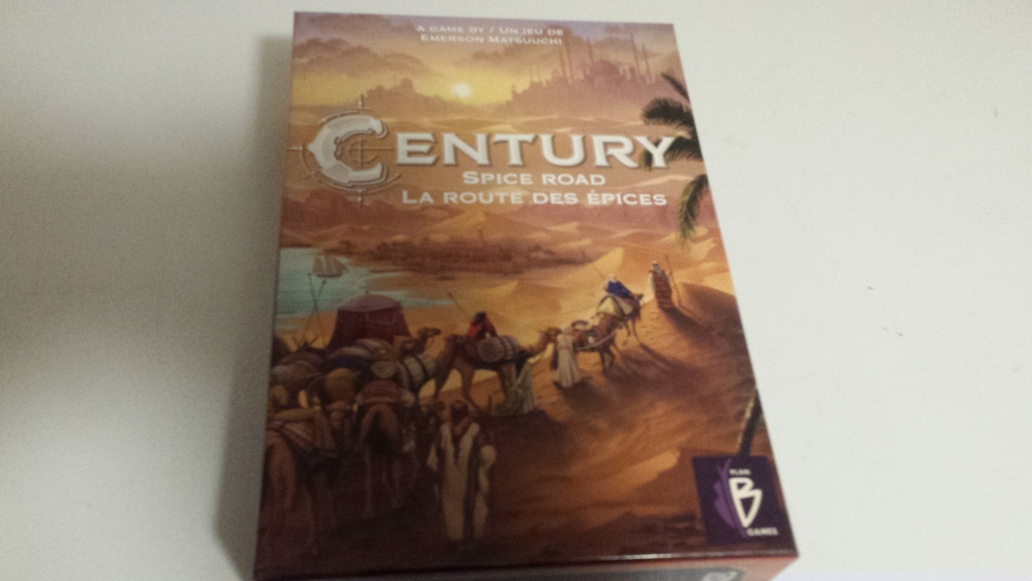 A GAME BY / UN JEU DE
EMERSON MATSUUCHI
CENTURY
SPICE ROAD
LA ROUTE DES ÉPICES
PLAN
B
GAMES